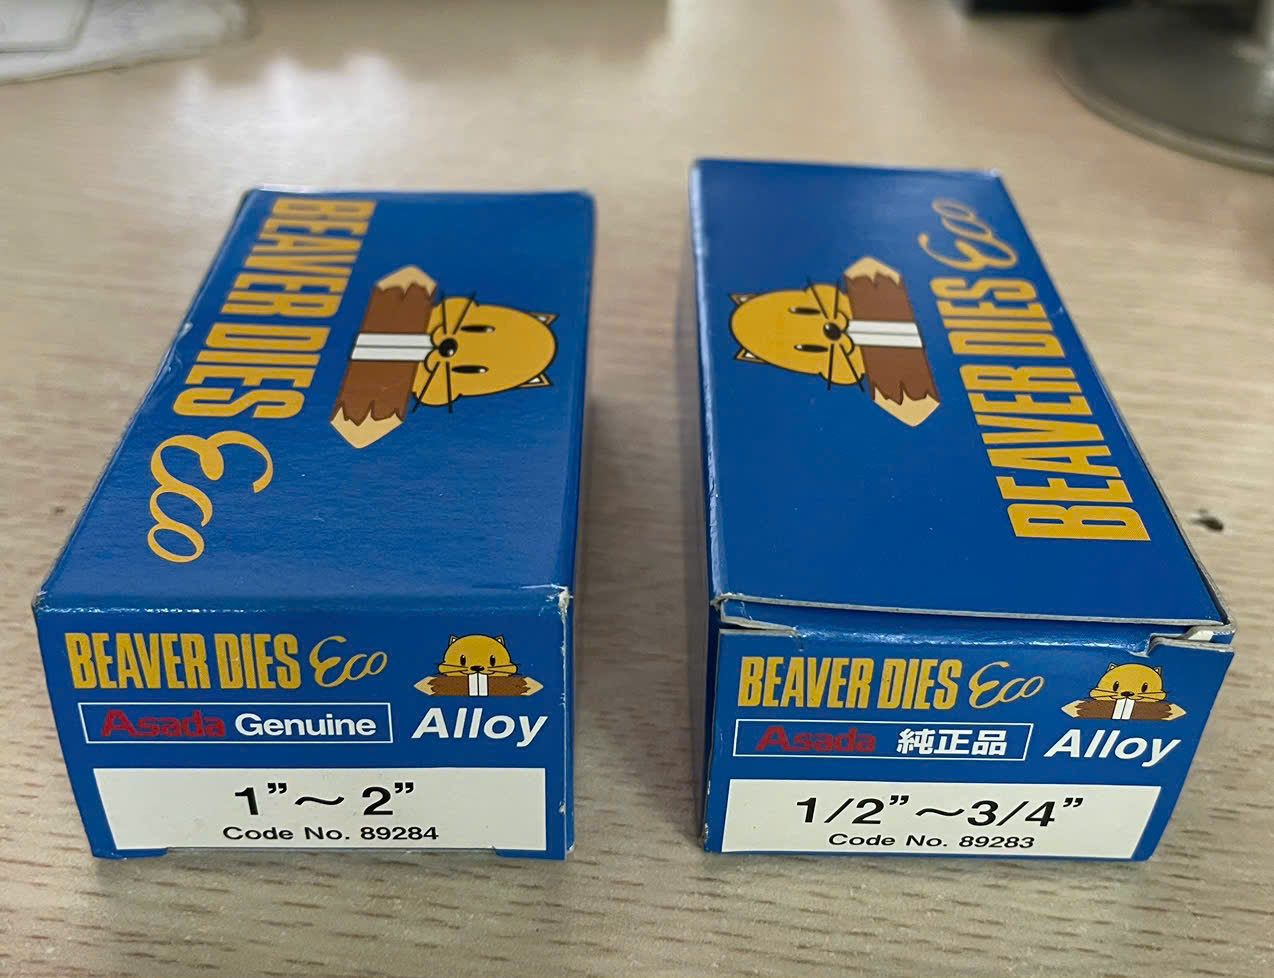 BEAVER DIES Eco
BEAVER DIES Eco
Asada Genuine
Alloy
1”～2”
Code No. 89284
BEAVER DIES Eco
BEAVER DIES Eco
Asada 純正品
Alloy
1/2”～3/4”
Code No. 89283